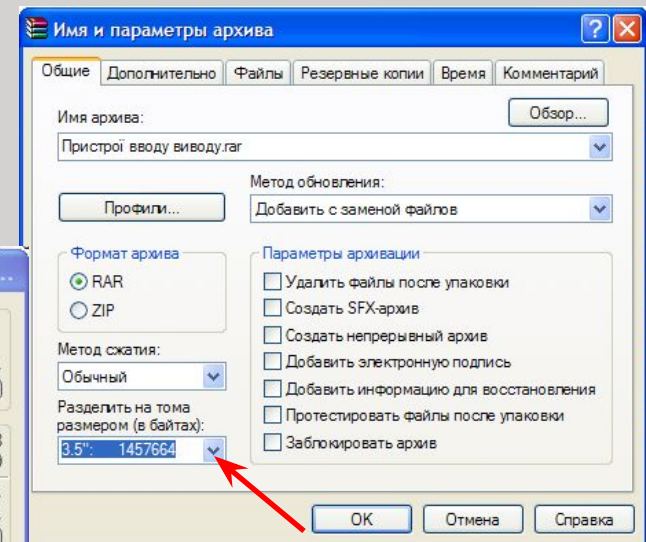 Имя и параметры архива
Общие Дополнительно Файлы Резервные копии Время Комментарий
Имя архива:
Обзор...
Пристрої вводу виводу.rar
Метод обновления:
Профили...
Добавить с заменой файлов
Формат архива
RAR
ZIP
Метод сжатия:
Обычный
Разделить на тома
размером (в байтах):
3.5": 1457664
Параметры архивации
Удалить файлы после упаковки
Создать SFX-архив
Создать непрерывный архив
Добавить электронную подпись
Добавить информацию для восстановления
Протестировать файлы после упаковки
Заблокировать архив
OK Отмена Справка